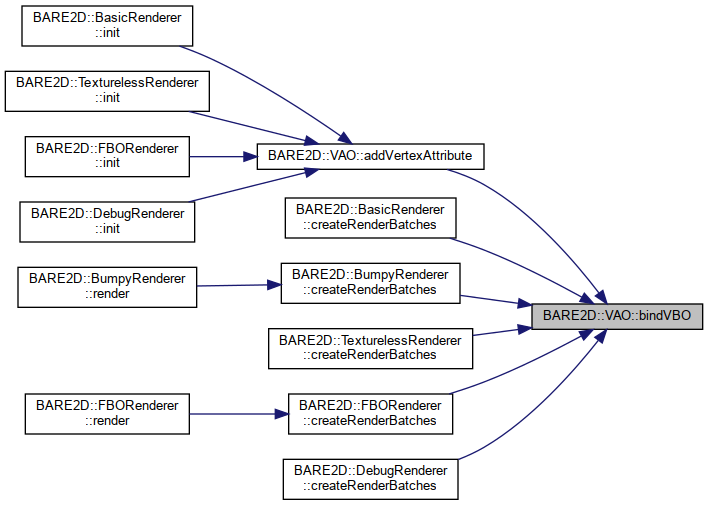 BARE2D::BasicRenderer
::init
BARE2D::TexturelessRenderer
::init
BARE2D::FBORenderer
::init
BARE2D::DebugRenderer
::init
BARE2D::BumpyRenderer
::render
BARE2D::FBORenderer
::render
BARE2D::VAO::addVertexAttribute
BARE2D::BasicRenderer
::createRenderBatches
BARE2D::BumpyRenderer
::createRenderBatches
BARE2D::TexturelessRenderer
::createRenderBatches
BARE2D::FBORenderer
::createRenderBatches
BARE2D::DebugRenderer
::createRenderBatches
BARE2D::VAO::bindVBO